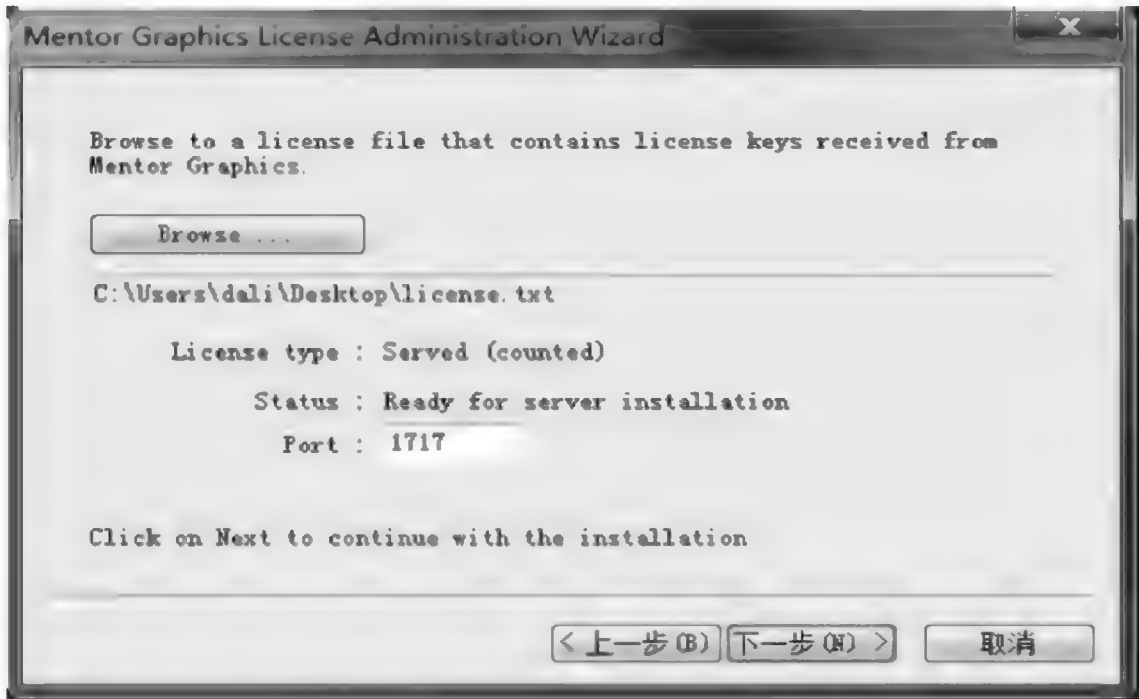 Mentor Graphics License Administration Wizard
Browse to a license file that contains license keys received from
Mentor Graphics.
Browse ...
C:\Users\dali\Desktop\license.txt
License type : Served (counted)
Status : Ready for server installation
Port : 1717
Click on Next to continue with the installation
< 上一步(B) 下一步(N) > 取消